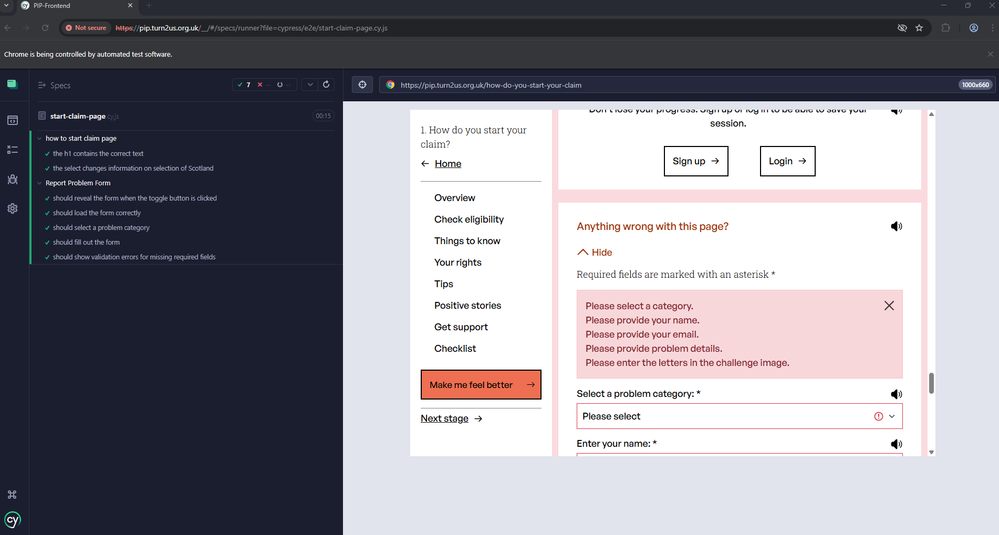 PIP-Frontend
Not secure
https://pip.turn2us.org.uk/__/#/specs/runner?file=cypress/e2e/start-claim-page.cy.js
Chrome is being controlled by automated test software.
Specs
7
--
--
start-claim-page.cy.js
00:15
how to start claim page
the h1 contains the correct text
the select changes information on selection of Scotland
Report Problem Form
should reveal the form when the toggle button is clicked
should load the form correctly
should select a problem category
should fill out the form
should show validation errors for missing required fields
cy
https://pip.turn2us.org.uk/how-do-you-start-your-claim
1000x660
1. How do you start your
claim?
Home
Overview
Check eligibility
Things to know
Your rights
Tips
Positive stories
Get support
Checklist
Make me feel better
Next stage
Don't lose your progress. Sign up or log in to be able to save your
session.
Sign up
Login
Anything wrong with this page?
Hide
Required fields are marked with an asterisk *
Please select a category.
Please provide your name.
Please provide your email.
Please provide problem details.
Please enter the letters in the challenge image.
Select a problem category: *
Please select
Enter your name: *